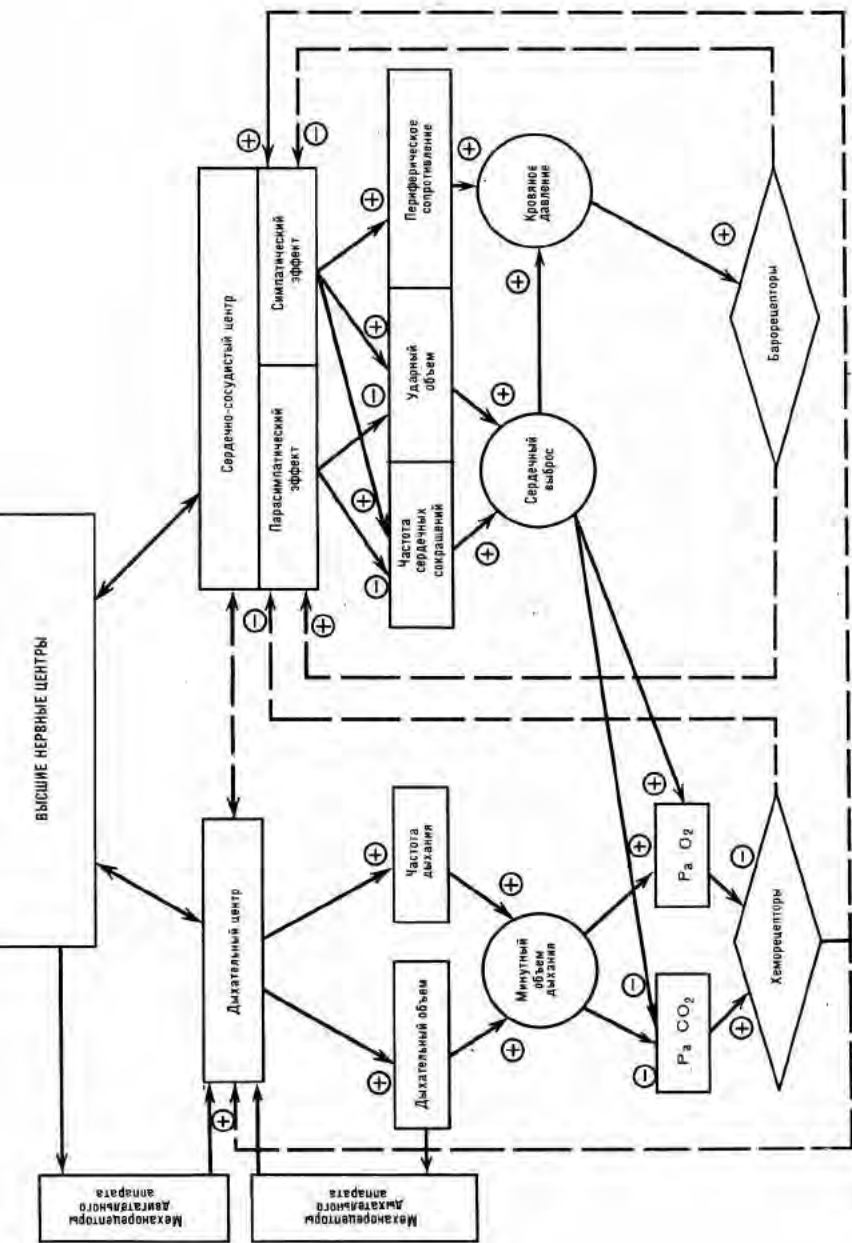 ВЫСШИЕ НЕРВНЫЕ ЦЕНТРЫ
Механорецепторы
двигательного
аппарата
Механорецепторы
дыхательного
аппарата
Дыхательный центр
Сердечно-сосудистый центр
Парасимпатический
эффект
Симпатический
эффект
Дыхательный объем
Частота
дыхания
Частота
сердечных
сокращений
Ударный
объем
Периферическое
сопротивление
Минутный
объем
дыхания
Сердечный
выброс
Кровяное
давление
Pa CO₂
Pa O₂
Хеморецепторы
Барорецепторы